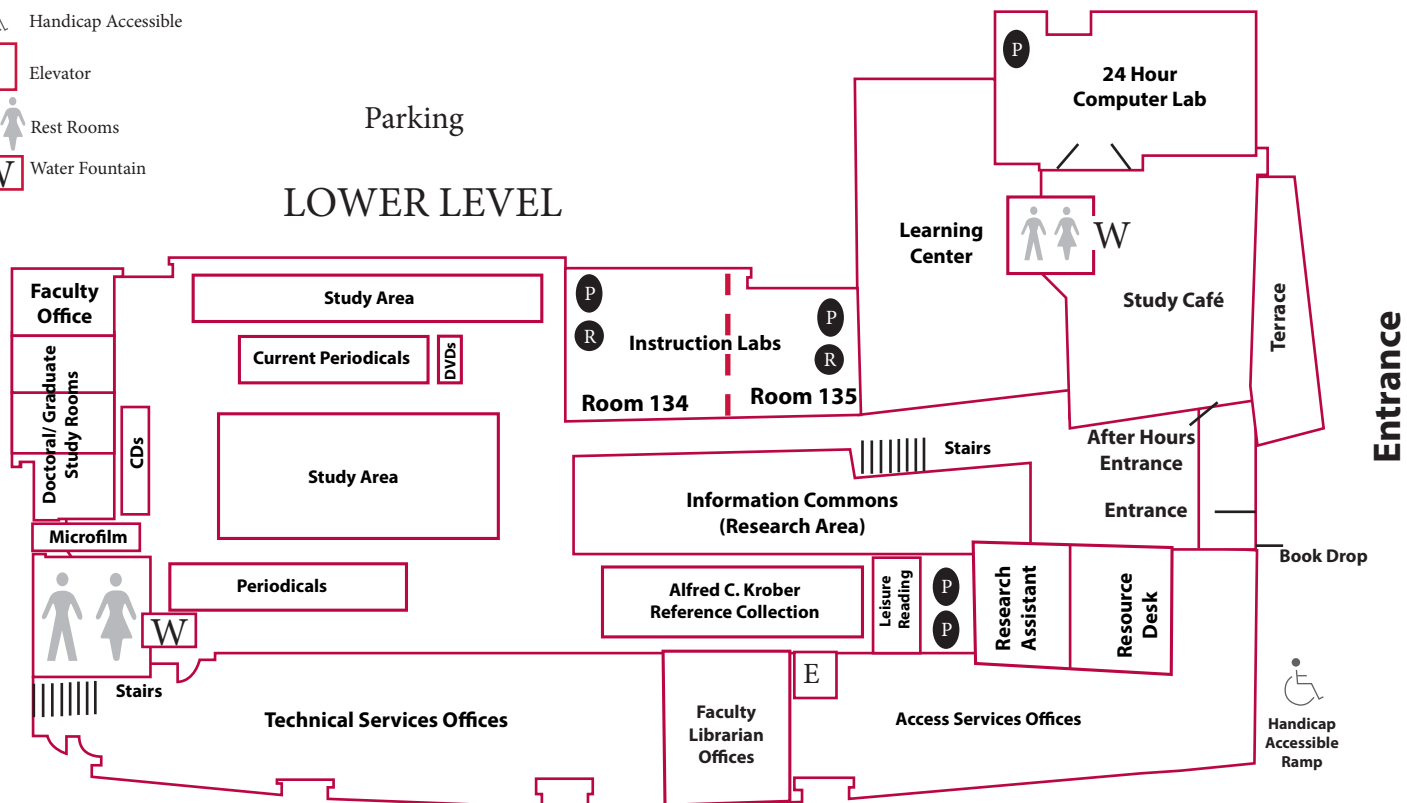 Handicap Accessible
Elevator
Rest Rooms
W Water Fountain
Parking
LOWER LEVEL
P
24 Hour
Computer Lab
Learning
Center
W
Study Café
Terrace
Entrance
Faculty
Office
Study Area
P
R
Instruction Labs
P
R
Room 134
Room 135
Current Periodicals
DVDs
Doctoral/ Graduate
Study Rooms
CDs
Study Area
Stairs
After Hours
Entrance
Information Commons
(Research Area)
Entrance
Book Drop
Microfilm
Periodicals
W
Alfred C. Krober
Reference Collection
Leisure
Reading
P
P
Research
Assistant
Resource
Desk
Stairs
Technical Services Offices
Faculty
Librarian
Offices
E
Access Services Offices
Handicap
Accessible
Ramp